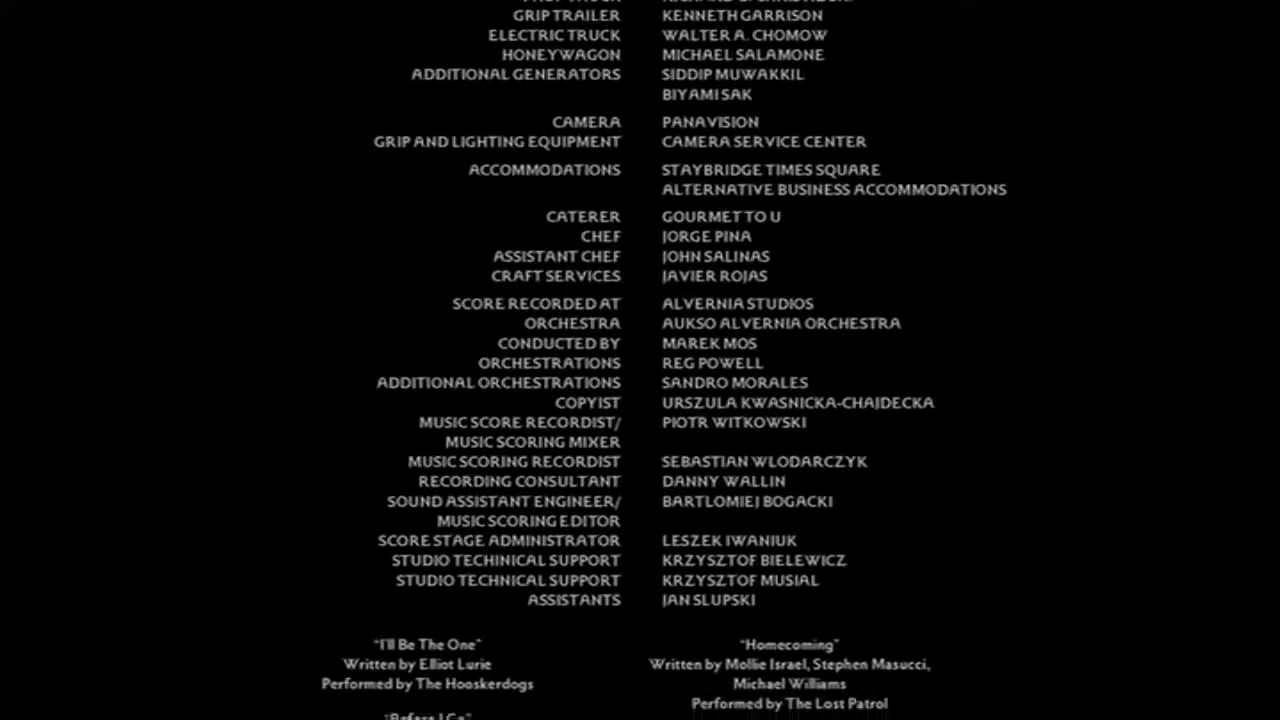 GRIP TRAILER KENNETH GARRISON
ELECTRIC TRUCK WALTER A. CHOMOW
HONEYWAGON MICHAEL SALAMONE
ADDITIONAL GENERATORS SIDDIP MUWAKKIL
BIYAMI SAK
CAMERA PANAVISION
GRIP AND LIGHTING EQUIPMENT CAMERA SERVICE CENTER
ACCOMMODATIONS STAYBRIDGE TIMES SQUARE
ALTERNATIVE BUSINESS ACCOMMODATIONS
CATERER GOURMET TO U
CHEF JORGE PINA
ASSISTANT CHEF JOHN SALINAS
CRAFT SERVICES JAVIER ROJAS
SCORE RECORDED AT ALVERNIA STUDIOS
ORCHESTRA AUKSO ALVERNIA ORCHESTRA
CONDUCTED BY MAREK MOS
ORCHESTRATIONS REG POWELL
ADDITIONAL ORCHESTRATIONS SANDRO MORALES
COPYIST URSZULA KWASNICKA-CHAJDECKA
MUSIC SCORE RECORDIST/ PIOTR WITKOWSKI
MUSIC SCORING MIXER
MUSIC SCORING RECORDIST SEBASTIAN WLODARCZYK
RECORDING CONSULTANT DANNY WALLIN
SOUND ASSISTANT ENGINEER/ BARTLOMIEJ BOGACKI
MUSIC SCORING EDITOR
SCORE STAGE ADMINISTRATOR LESZEK IWANIUK
STUDIO TECHINICAL SUPPORT KRZYSZTOF BIELEWICZ
STUDIO TECHNICAL SUPPORT KRZYSZTOF MUSIAL
ASSISTANTS JAN SLUPSKI
"I'll Be The One"
Written by Elliot Lurie
Performed by The Hooskerdogs
"Before I Go"
"Homecoming"
Written by Mollie Israel, Stephen Masucci,
Michael Williams
Performed by The Lost Patrol